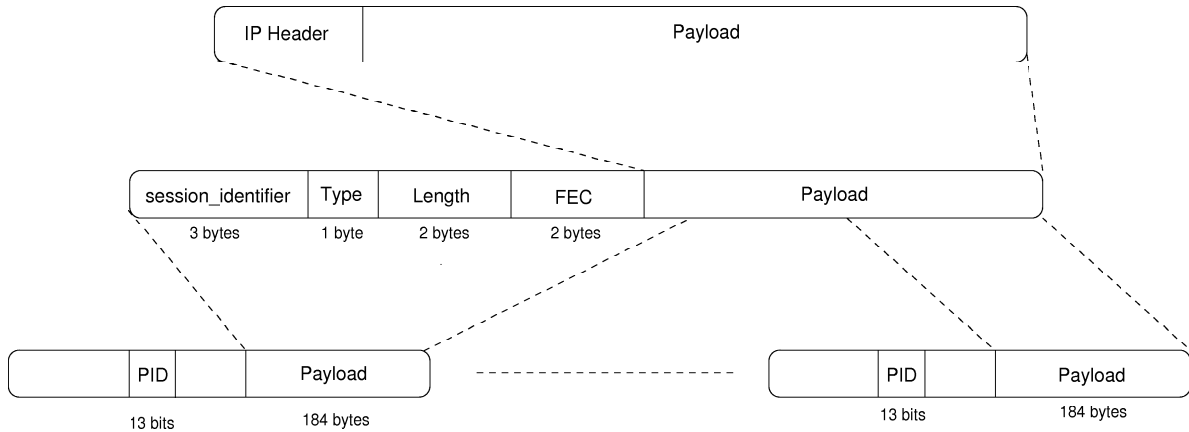 IP Header Payload
session_identifier Type Length FEC Payload
3 bytes 1 byte 2 bytes 2 bytes
PID Payload PID Payload
13 bits 184 bytes 13 bits 184 bytes